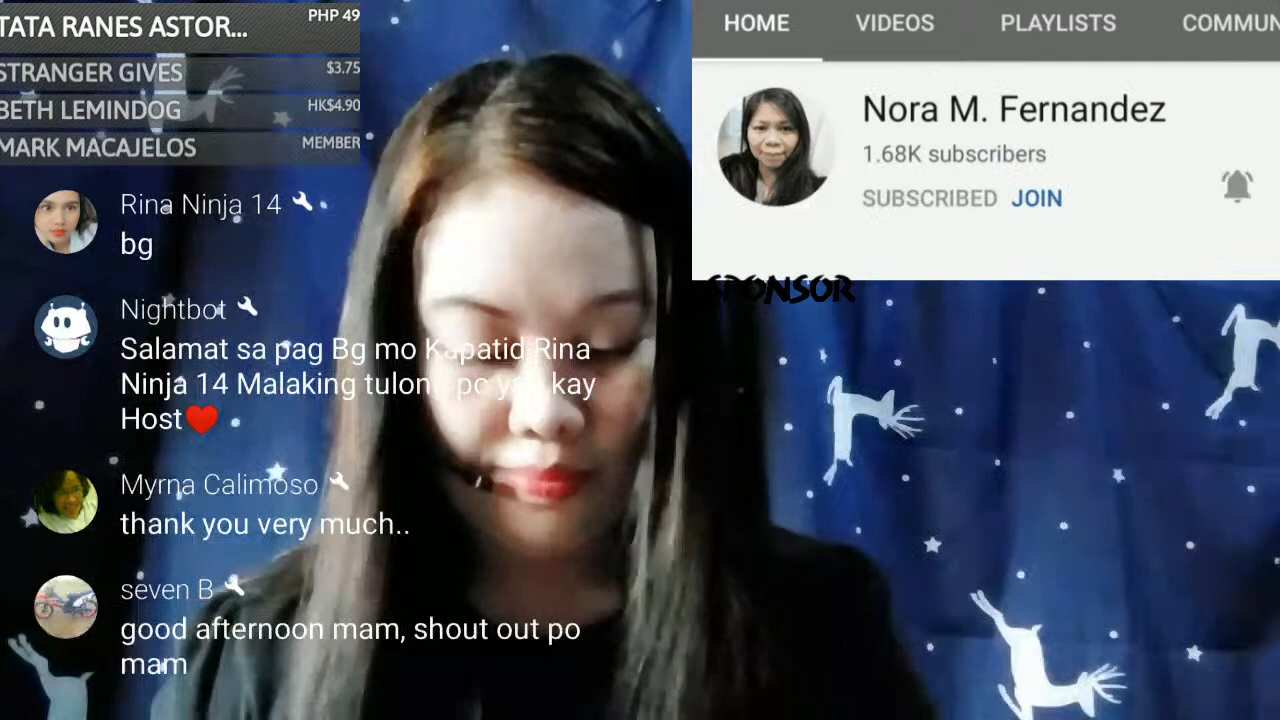 TATA RANES ASTOR...
PHP 49
STRANGER GIVES
$3.75
BETH LEMINDOG
HK$4.90
MARK MACAJELOS
MEMBER
Rina Ninja 14
bg
Nightbot
Salamat sa pag Bg mo Kapatid Rina
Ninja 14 Malaking tulong po yan kay
Host❤️
Myrna Calimoso
thank you very much..
seven B
good afternoon mam, shout out po
mam
HOME VIDEOS PLAYLISTS COMMUN
Nora M. Fernandez
1.68K subscribers
SUBSCRIBED JOIN
SPONSOR